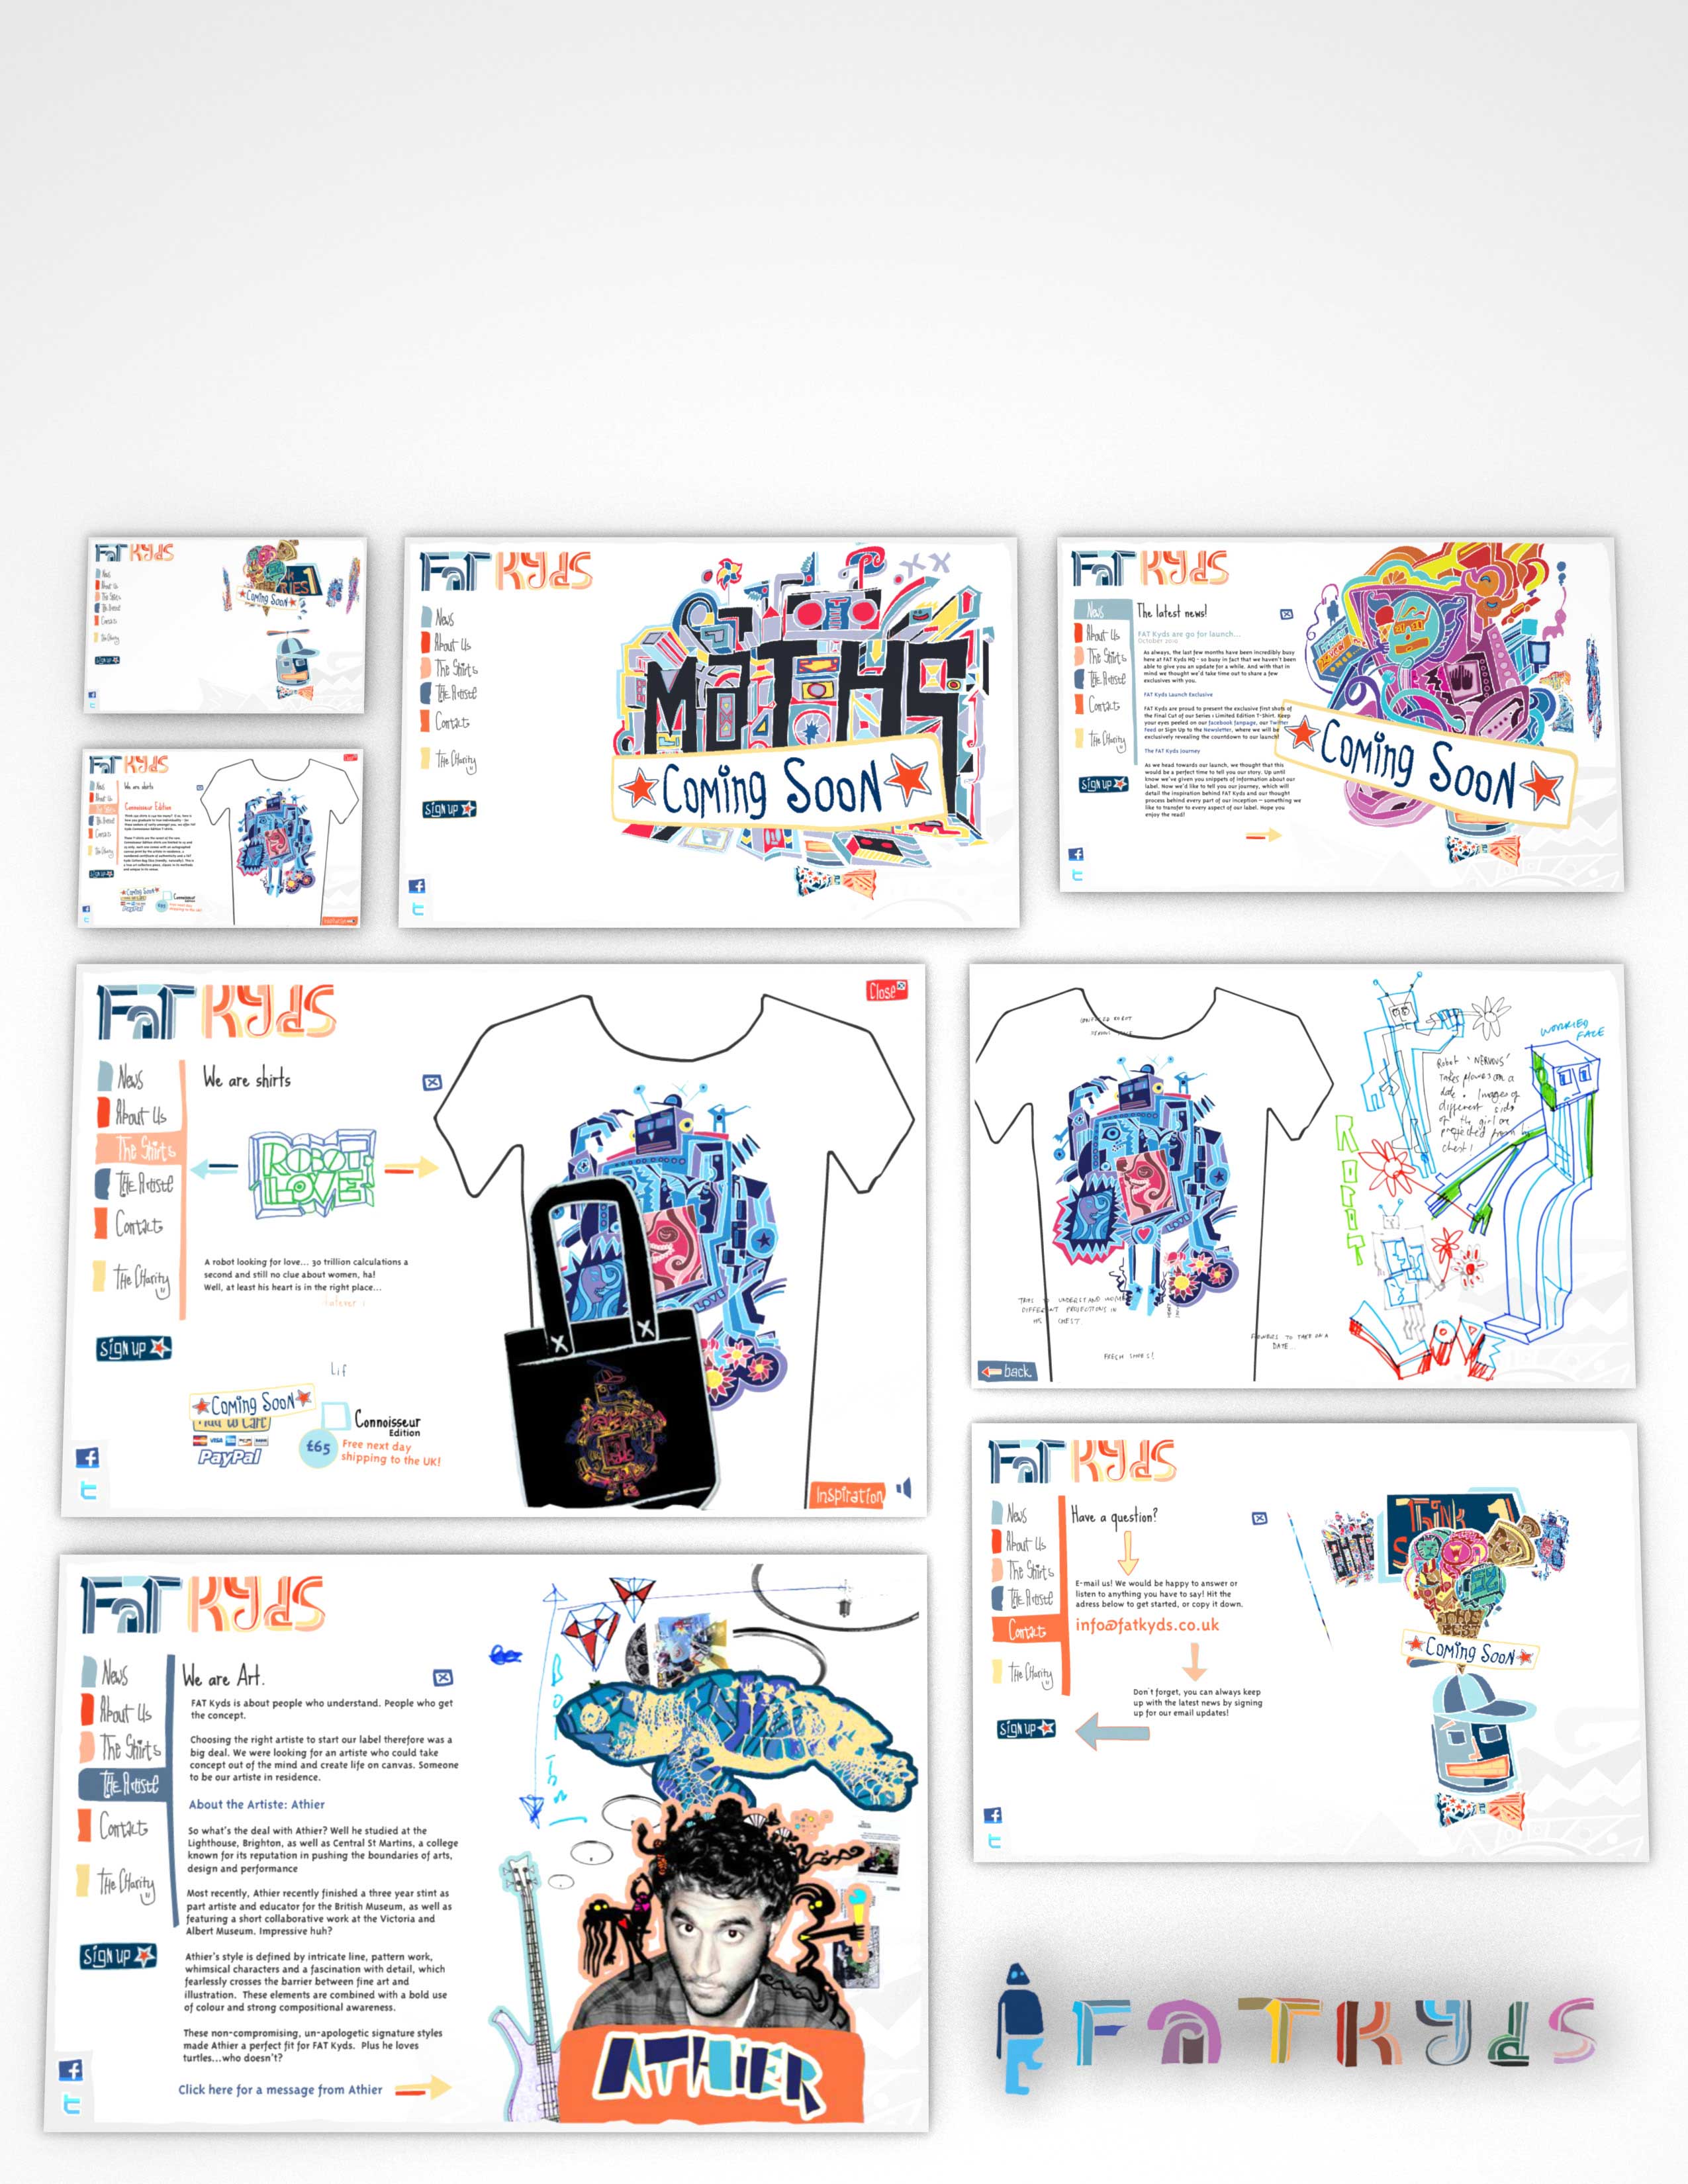 FAT KYDS
News
About Us
The Shirts
The Artiste
Contact
The Charity
Sign up
Coming Soon
FAT KYDS
News
About Us
The Shirts
The Artiste
Contact
The Charity
Sign up
MATHS
Coming Soon
FAT KYDS
News
About Us
The Shirts
The Artiste
Contact
The Charity
Sign up
The latest news!
FAT Kyds are go for launch...
October 2010
As always, the last few months have been incredibly busy
here at FAT Kyds HQ - so busy in fact that we haven't been
able to give you an update for a while. And with that in
mind we thought we'd take time out to share a few
exclusives with you.
FAT Kyds Launch Exclusive
FAT Kyds are proud to present the exclusive first shots of
the Final Cut of our Series 1 Limited Edition T-Shirt. Keep
your eyes peeled on our facebook fanpage, our Twitter
feed or Sign Up to the Newsletter, where we will be
exclusively revealing the countdown to our launch!
The FAT Kyds Journey
As we head towards our launch, we thought that this
would be a perfect time to tell you our story. Up until
know we've given you snippets of information about our
label. Now we'd like to tell you our journey, which will
detail the inspiration behind FAT Kyds and our thought
process behind every part of our inception - something we
like to transfer to every aspect of our label. Hope you
enjoy the read!
Coming Soon
FAT KYDS
We are shirts
Connoisseur Edition
Coming Soon
PayPal
Connoisseur
FAT KYDS
News
About Us
The Shirts
The Artiste
Contact
The Charity
Sign up
We are shirts
Close
ROBOT
LOVE
A robot looking for love... 30 trillion calculations a
second and still no clue about women, ha!
Well, at least his heart is in the right place...
Lif
Coming Soon
Add to Cart
VISA
PayPal
£65
Connoisseur
Edition
Free next day
shipping to the UK!
LOVE
Inspiration
WORRIED
FACE
Robot 'NERVOUS'
Takes flowers on a
date. Images of
different sides
of the girl are
projected from his
chest!
ROBOT
LOVE
DIFFERENT PROJECTIONS IN
HIS CHEST
FRESH SHOES!
FLOWERS TO TAKE ON A
DATE...
back
FAT KYDS
News
About Us
The Shirts
The Artiste
Contact
The Charity
Sign up
Have a question?
E-mail us! We would be happy to answer or
listen to anything you have to say! Hit the
adress below to get started, or copy it down.
info@fatkyds.co.uk
Don't forget, you can always keep
up with the latest news by signing
up for our email updates!
Think
Coming Soon
FAT KYDS
News
About Us
The Shirts
The Artiste
Contact
The Charity
Sign up
We are Art.
FAT Kyds is about people who understand. People who get
the concept.
Choosing the right artiste to start our label therefore was a
big deal. We were looking for an artiste who could take
concept out of the mind and create life on canvas. Someone
to be our artiste in residence.
About the Artiste: Athier
So what's the deal with Athier? Well he studied at the
Lighthouse, Brighton, as well as Central St Martins, a college
known for its reputation in pushing the boundaries of arts,
design and performance
Most recently, Athier recently finished a three year stint as
part artiste and educator for the British Museum, as well as
featuring a short collaborative work at the Victoria and
Albert Museum. Impressive huh?
Athier's style is defined by intricate line, pattern work,
whimsical characters and a fascination with detail, which
fearlessly crosses the barrier between fine art and
illustration. These elements are combined with a bold use
of colour and strong compositional awareness.
These non-compromising, un-apologetic signature styles
made Athier a perfect fit for FAT Kyds. Plus he loves
turtles...who doesn't?
Click here for a message from Athier
ATHIER
FATKYDS